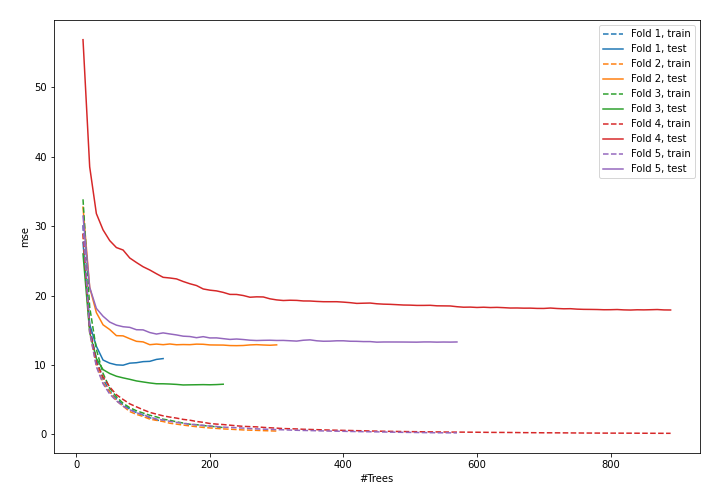 Fold 1, train
Fold 1, test
Fold 2, train
Fold 2, test
Fold 3, train
Fold 3, test
Fold 4, train
Fold 4, test
Fold 5, train
Fold 5, test
50
40
30
20
10
0
mse
0 200 400 600 800
#Trees